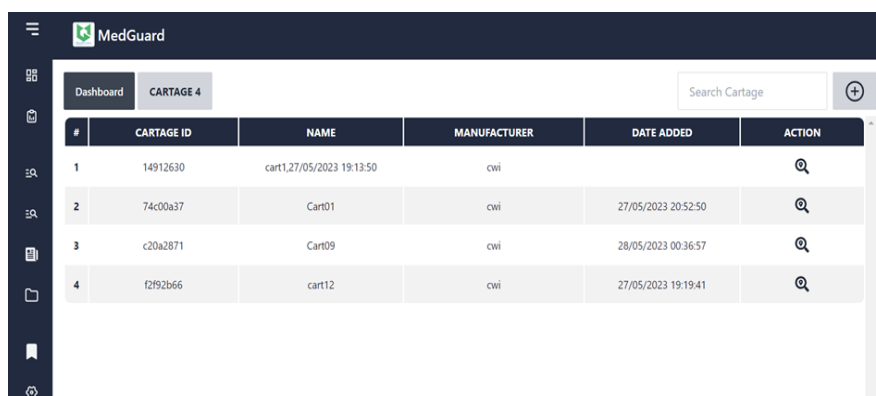 MedGuard
Dashboard CARTAGE 4 Search Cartage
# CARTAGE ID NAME MANUFACTURER DATE ADDED ACTION
1 14912630 cart1,27/05/2023 19:13:50 cwi
2 74c00a37 Cart01 cwi 27/05/2023 20:52:50
3 c20a2871 Cart09 cwi 28/05/2023 00:36:57
4 f2f92b66 cart12 cwi 27/05/2023 19:19:41